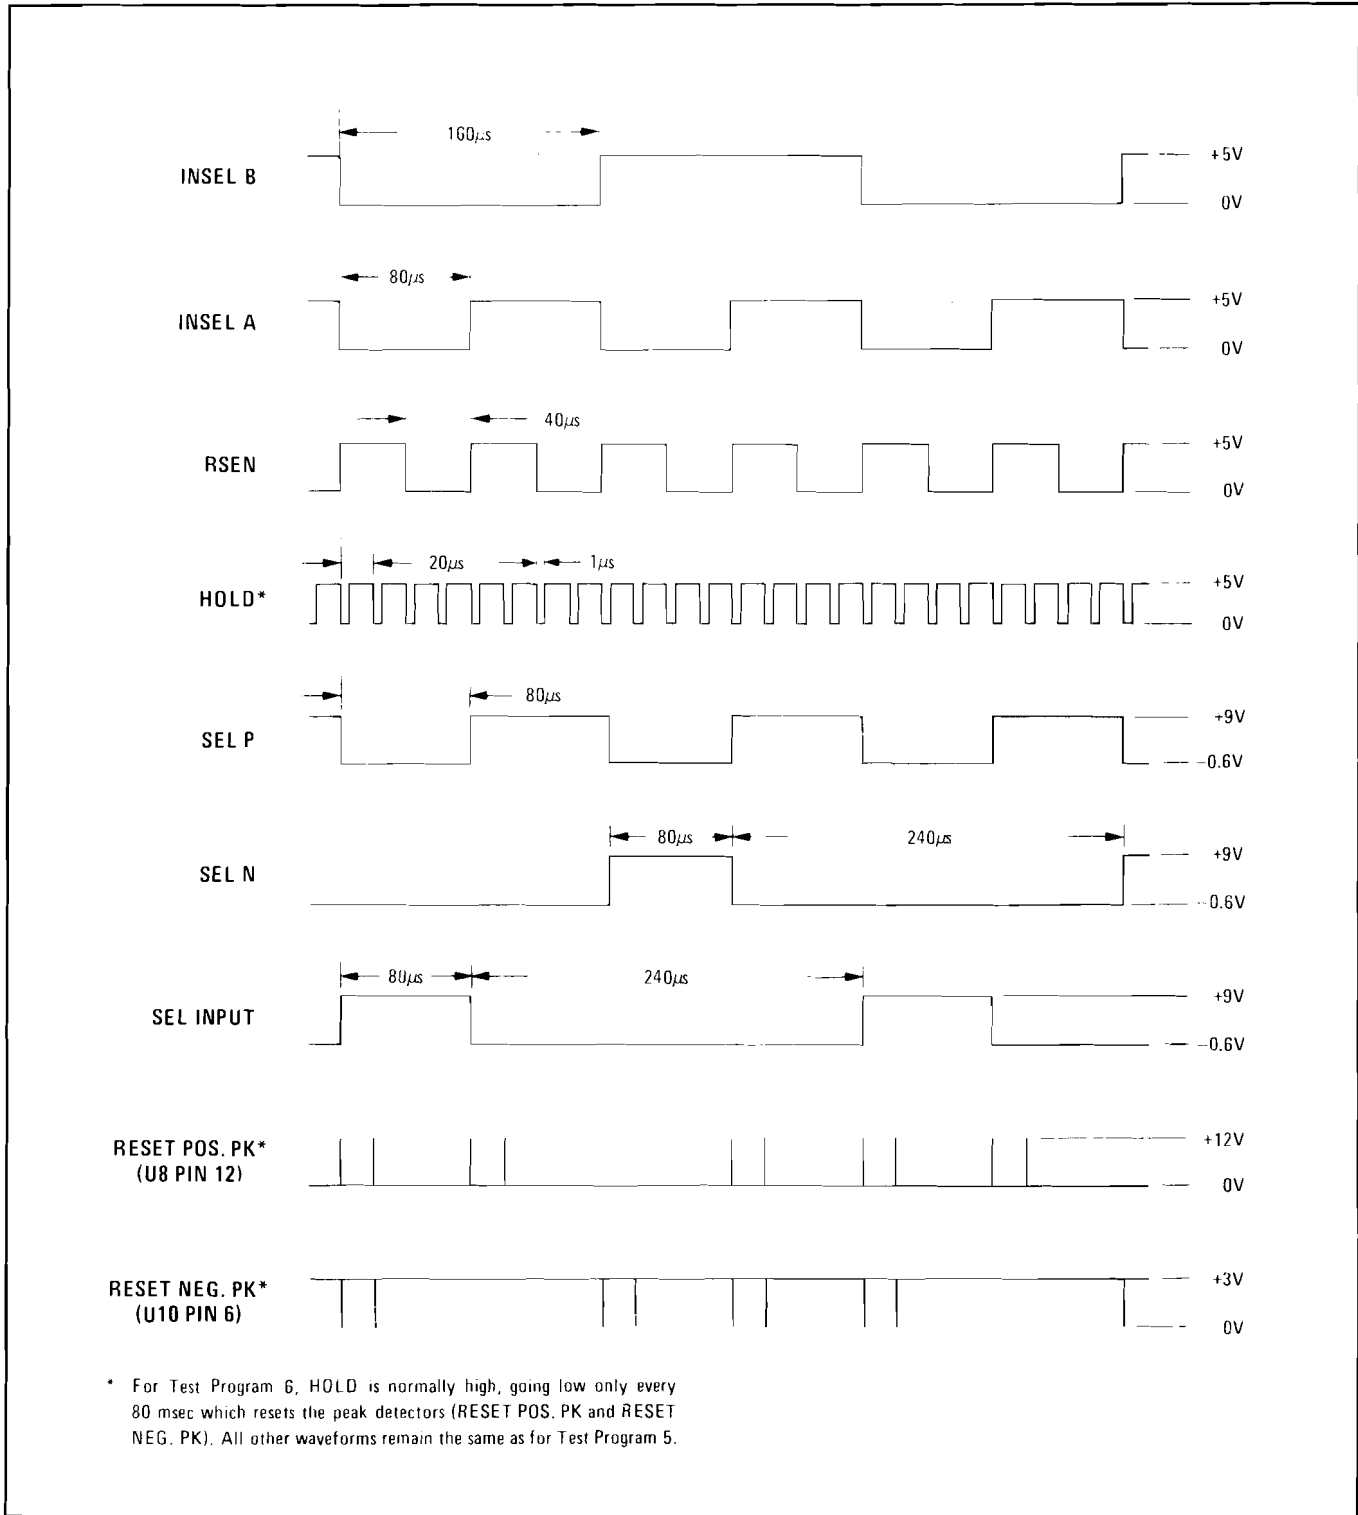 160µs
INSEL B
+5V
0V
80µs
INSEL A
+5V
0V
40µs
RSEN
+5V
0V
20µs
1µs
HOLD*
+5V
0V
80µs
SEL P
+9V
-0.6V
80µs
240µs
SEL N
+9V
-0.6V
80µs
240µs
SEL INPUT
+9V
-0.6V
RESET POS. PK*
(U8 PIN 12)
+12V
0V
RESET NEG. PK*
(U10 PIN 6)
+3V
0V
* For Test Program 6, HOLD is normally high, going low only every
80 msec which resets the peak detectors (RESET POS. PK and RESET
NEG. PK). All other waveforms remain the same as for Test Program 5.